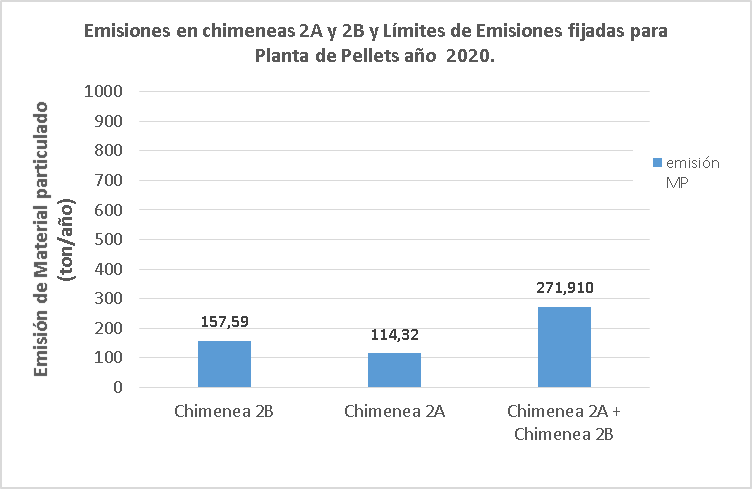 Emisiones en chimeneas 2A y 2B y Límites de Emisiones fijadas para
Planta de Pellets año 2020.
Emisión de Material particulado
(ton/año)
1000
900
800
700
600
500
400
300
200
100
0
157,59
114,32
271,910
Chimenea 2B
Chimenea 2A
Chimenea 2A +
Chimenea 2B
emisión
MP